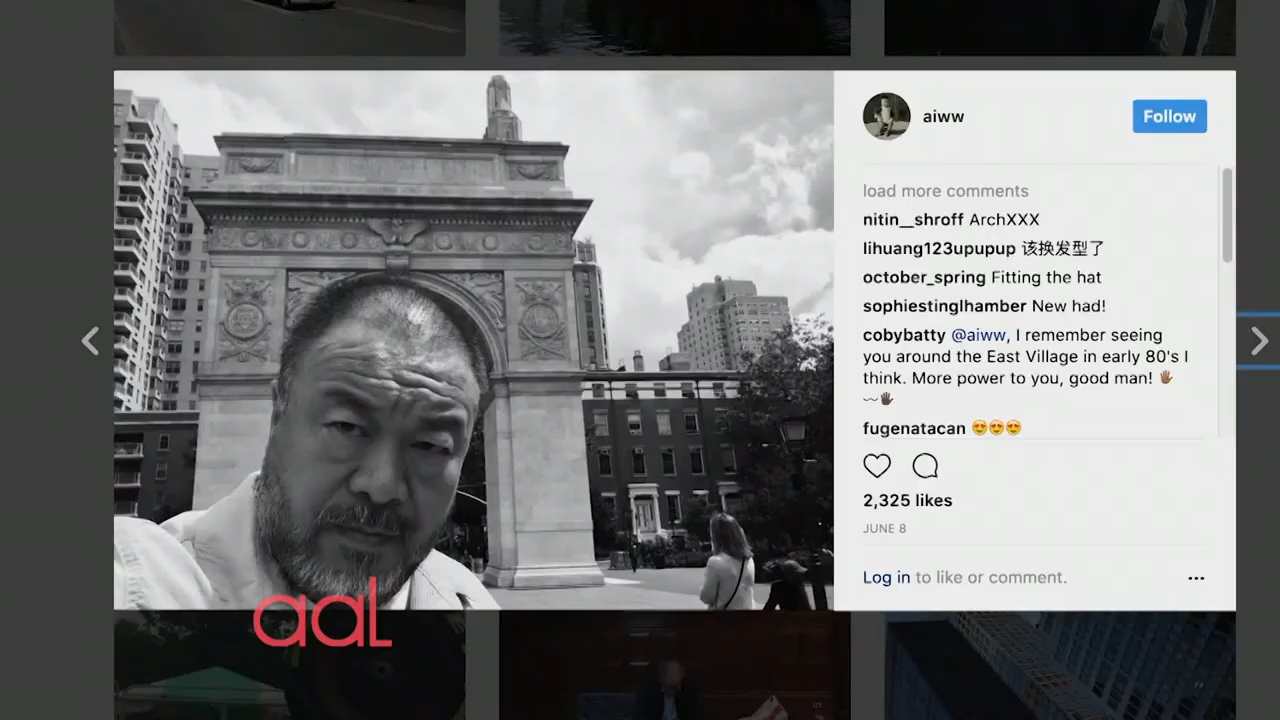 aiww
Follow
load more comments
nitin__shroff ArchXXX
lihuang123upupup 该换发型了
october_spring Fitting the hat
sophiestinglhamber New had!
cobybatty @aiww, I remember seeing
you around the East Village in early 80's I
think. More power to you, good man! 🖐🏽
〰🖐🏽
fugenatacan 😍😍😍
2,325 likes
JUNE 8
Log in to like or comment.
aal